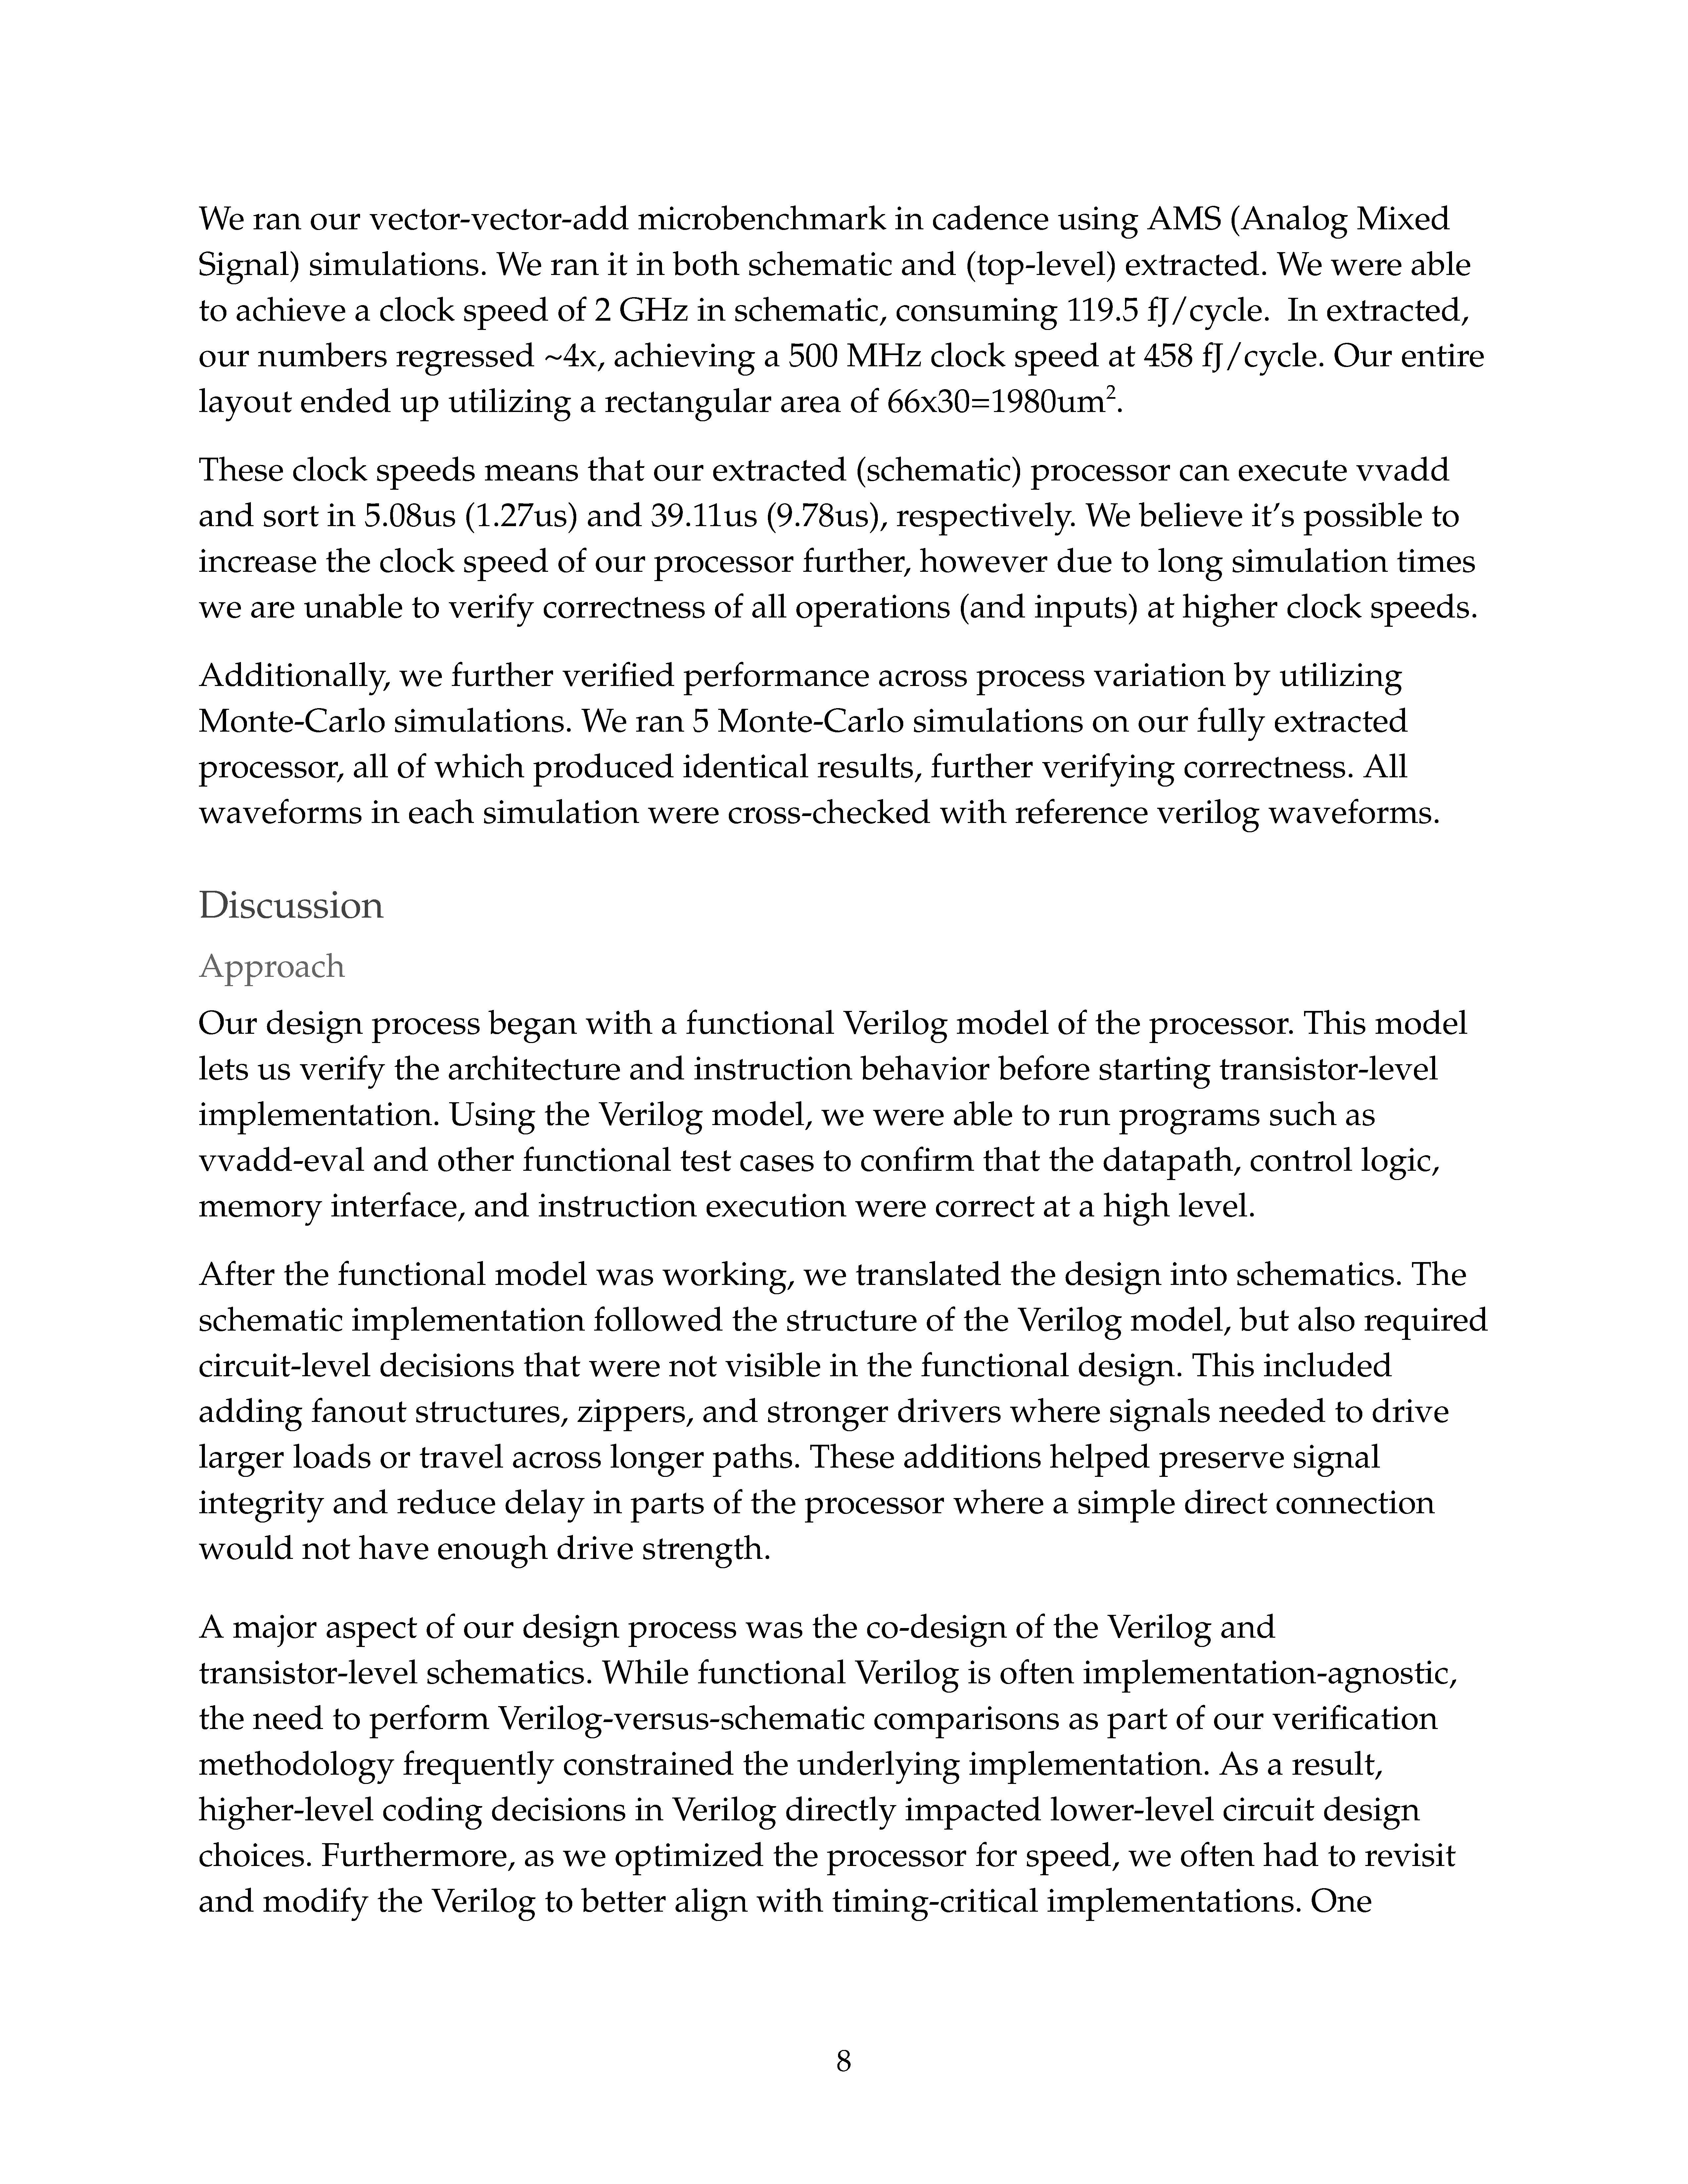 We ran our vector-vector-add microbenchmark in cadence using AMS (Analog Mixed
Signal) simulations. We ran it in both schematic and (top-level) extracted. We were able
to achieve a clock speed of 2 GHz in schematic, consuming 119.5 fJ/cycle.  In extracted,
our numbers regressed ~4x, achieving a 500 MHz clock speed at 458 fJ/cycle. Our entire
layout ended up utilizing a rectangular area of 66x30=1980um².
These clock speeds means that our extracted (schematic) processor can execute vvadd
and sort in 5.08us (1.27us) and 39.11us (9.78us), respectively. We believe it's possible to
increase the clock speed of our processor further, however due to long simulation times
we are unable to verify correctness of all operations (and inputs) at higher clock speeds.
Additionally, we further verified performance across process variation by utilizing
Monte-Carlo simulations. We ran 5 Monte-Carlo simulations on our fully extracted
processor, all of which produced identical results, further verifying correctness. All
waveforms in each simulation were cross-checked with reference verilog waveforms.
Discussion
Approach
Our design process began with a functional Verilog model of the processor. This model
lets us verify the architecture and instruction behavior before starting transistor-level
implementation. Using the Verilog model, we were able to run programs such as
vvadd-eval and other functional test cases to confirm that the datapath, control logic,
memory interface, and instruction execution were correct at a high level.
After the functional model was working, we translated the design into schematics. The
schematic implementation followed the structure of the Verilog model, but also required
circuit-level decisions that were not visible in the functional design. This included
adding fanout structures, zippers, and stronger drivers where signals needed to drive
larger loads or travel across longer paths. These additions helped preserve signal
integrity and reduce delay in parts of the processor where a simple direct connection
would not have enough drive strength.
A major aspect of our design process was the co-design of the Verilog and
transistor-level schematics. While functional Verilog is often implementation-agnostic,
the need to perform Verilog-versus-schematic comparisons as part of our verification
methodology frequently constrained the underlying implementation. As a result,
higher-level coding decisions in Verilog directly impacted lower-level circuit design
choices. Furthermore, as we optimized the processor for speed, we often had to revisit
and modify the Verilog to better align with timing-critical implementations. One
8